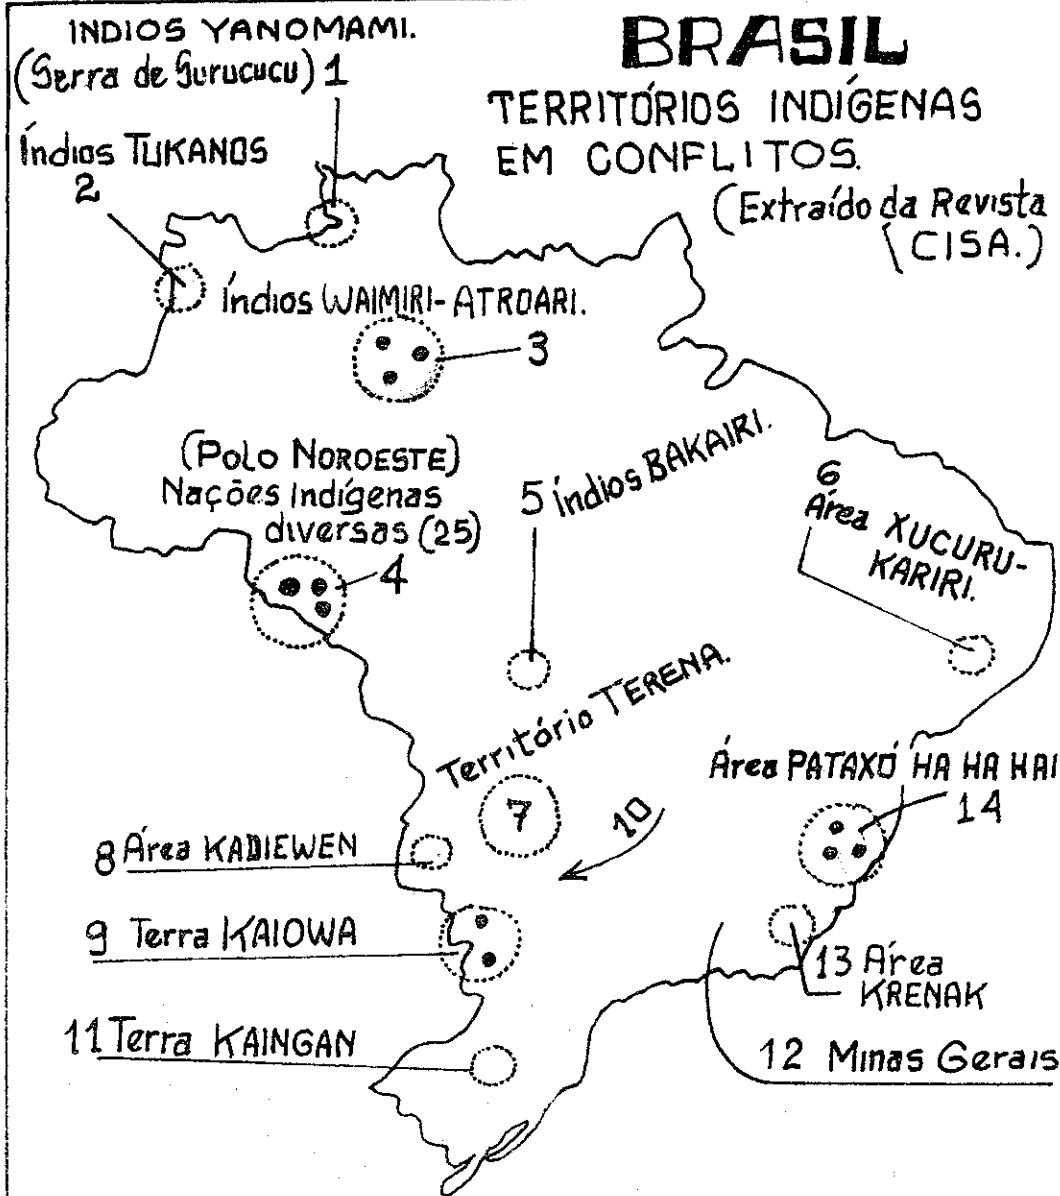 BRASIL
TERRITÓRIOS INDÍGENAS
EM CONFLITOS.
(Extraído da Revista
CISA.)
INDIOS YANOMAMI.
(Serra de Surucucu) 1
Índios TUKANOS
2
Índios WAIMIRI-ATROARI.
3
(POLO NOROESTE)
Nações Indígenas
diversas (25)
4
5 Índios BAKAIRI.
6
Área XUCURU-
KARIRI.
Território TERENA.
7
8 Área KADIEWEN
9 Terra KAIOWA
10
11 Terra KAINGAN
12 Minas Gerais
13 Área
KRENAK
Área PATAXÓ HA HA HAI
14